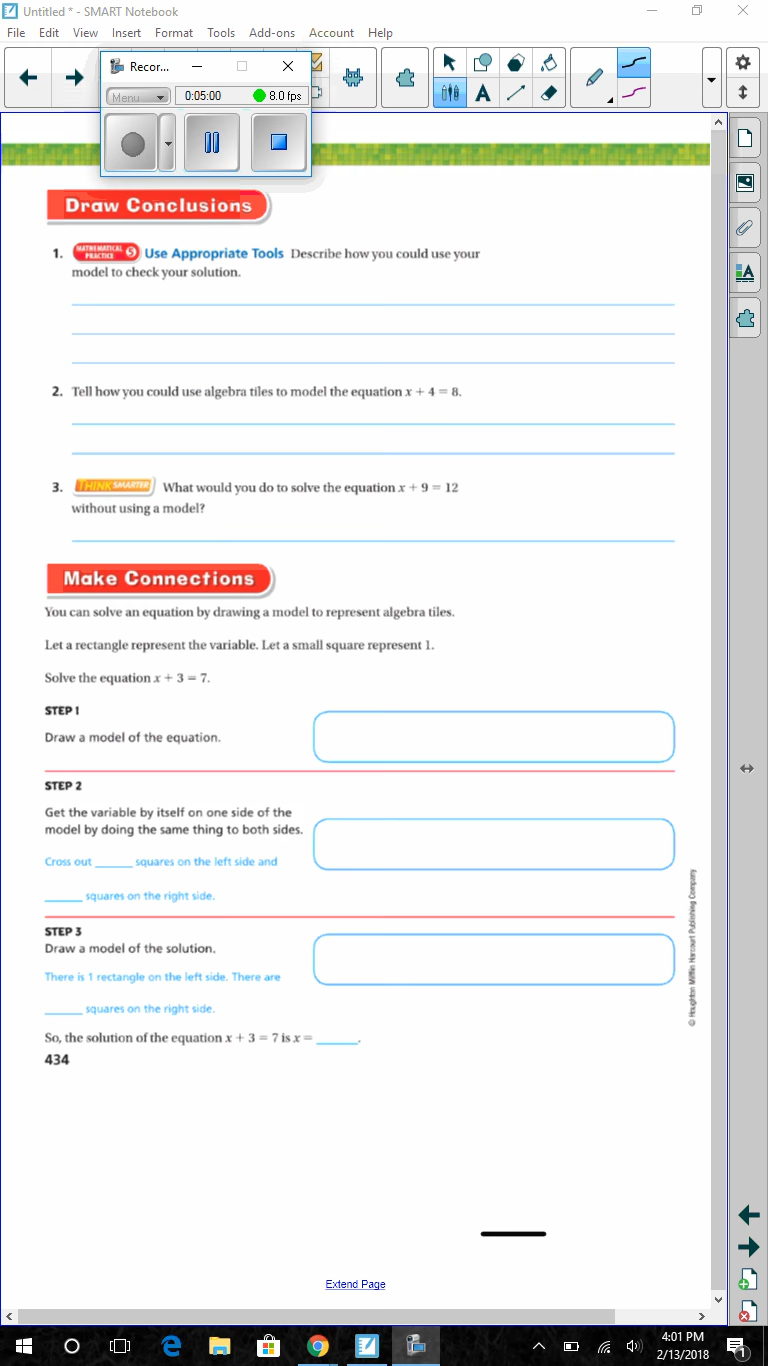 Untitled * - SMART Notebook
File Edit View Insert Format Tools Add-ons Account Help
Recor...
Menu 0:05:00 8.0 fps
A
A
Draw Conclusions
1. MATHEMATICAL PRACTICE 5 Use Appropriate Tools Describe how you could use your
model to check your solution.
2. Tell how you could use algebra tiles to model the equation x + 4 = 8.
3. THINK SMARTER What would you do to solve the equation x + 9 = 12
without using a model?
Make Connections
You can solve an equation by drawing a model to represent algebra tiles.
Let a rectangle represent the variable. Let a small square represent 1.
Solve the equation x + 3 = 7.
STEP 1
Draw a model of the equation.
STEP 2
Get the variable by itself on one side of the
model by doing the same thing to both sides.
Cross out ______ squares on the left side and
______ squares on the right side.
STEP 3
Draw a model of the solution.
There is 1 rectangle on the left side. There are
______ squares on the right side.
So, the solution of the equation x + 3 = 7 is x = ______.
434
© Houghton Mifflin Harcourt Publishing Company
Extend Page
4:01 PM
2/13/2018
1